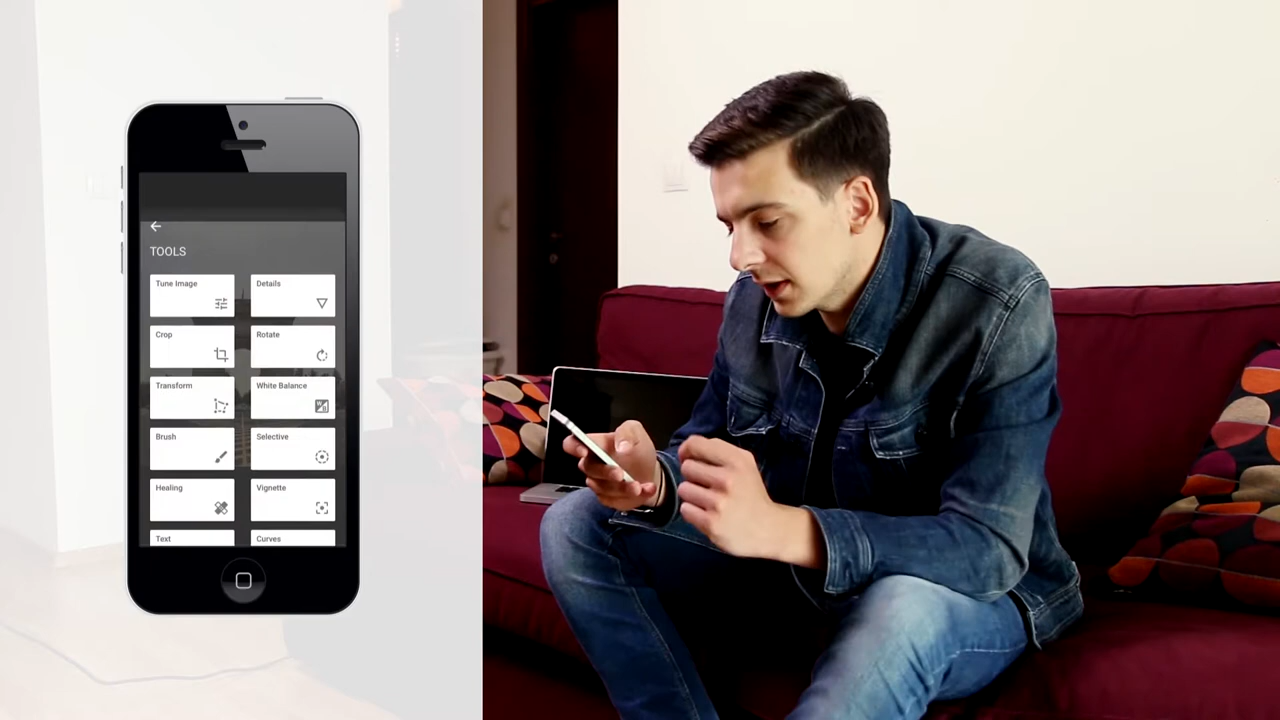 TOOLS
Tune Image
Details
Crop
Rotate
Transform
White Balance
Brush
Selective
Healing
Vignette
Text
Curves